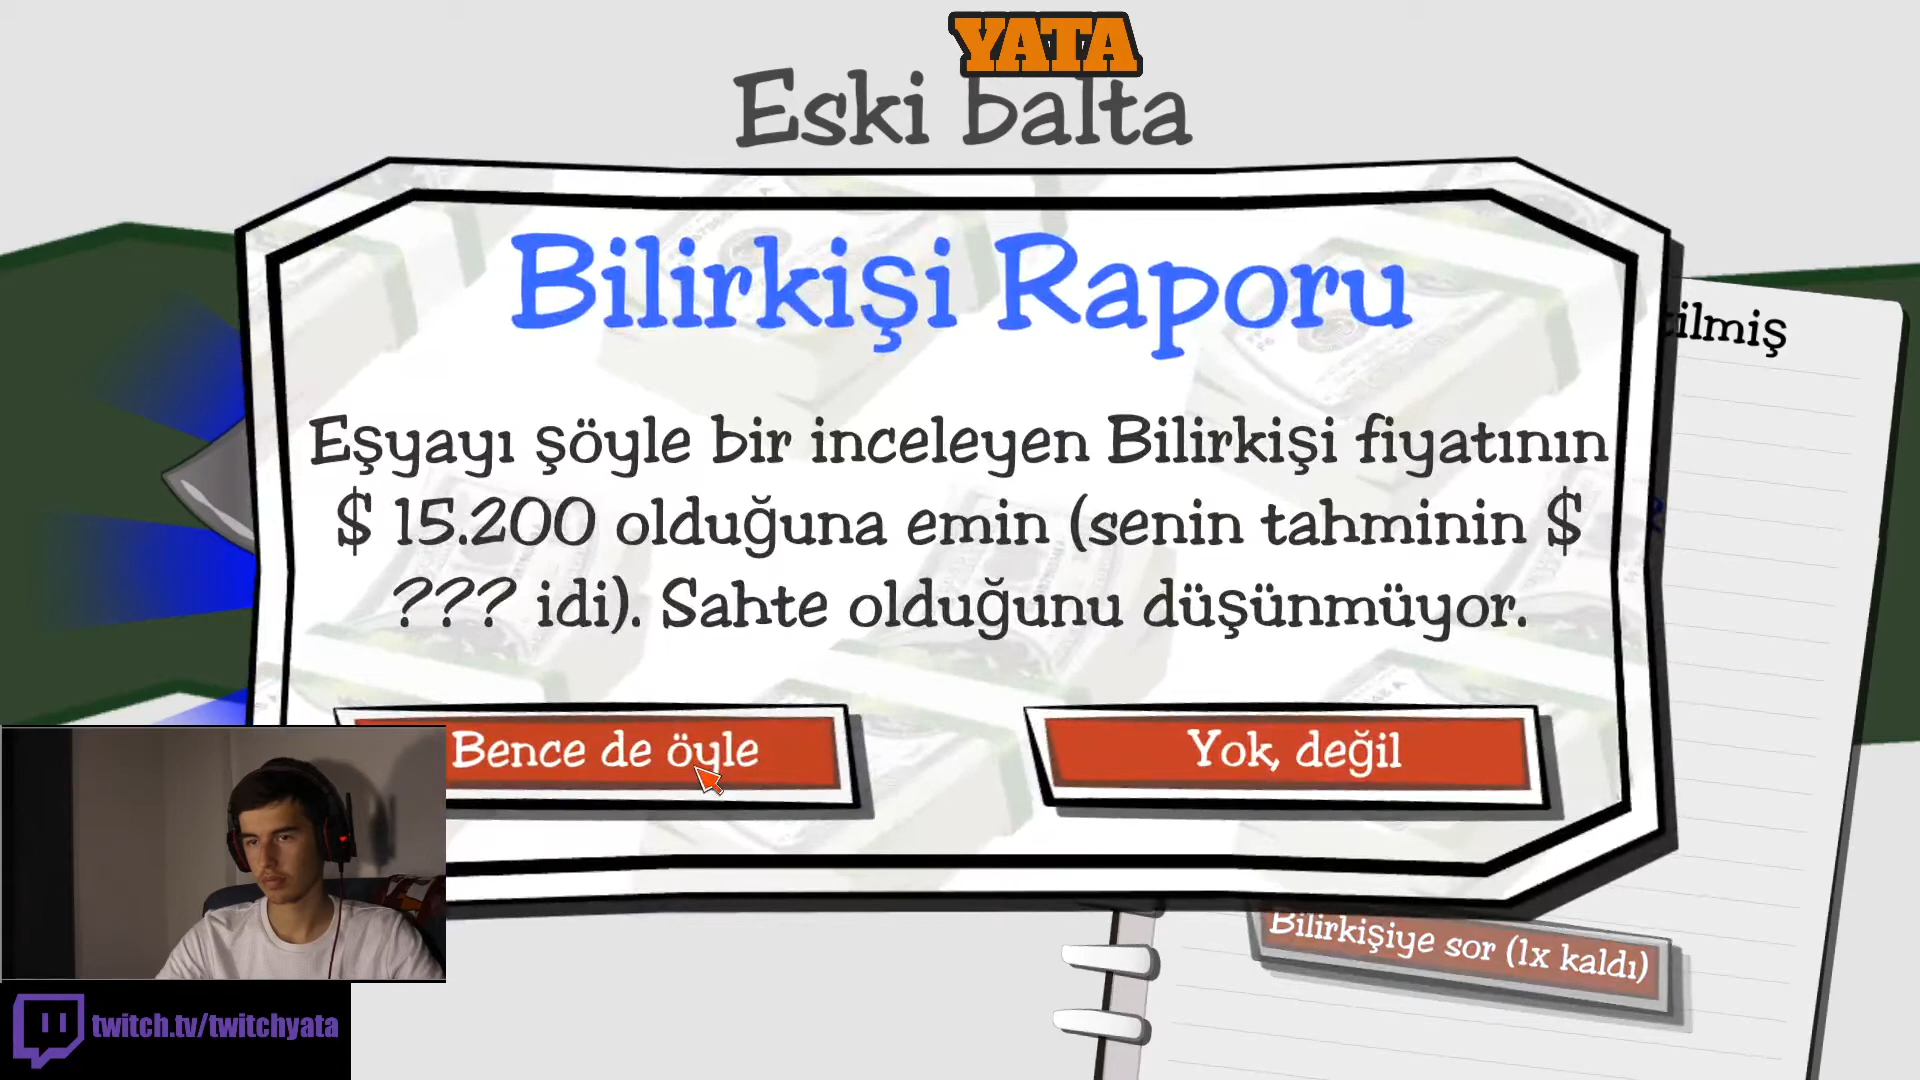 YATA
Eski balta
Bilirkişi Raporu
Eşyayı şöyle bir inceleyen Bilirkişi fiyatının
$ 15.200 olduğuna emin (senin tahminin $
??? idi). Sahte olduğunu düşünmüyor.
Bence de öyle
Yok, değil
tilmiş
Bilirkişiye sor (1x kaldı)
twitch.tv/twitchyata